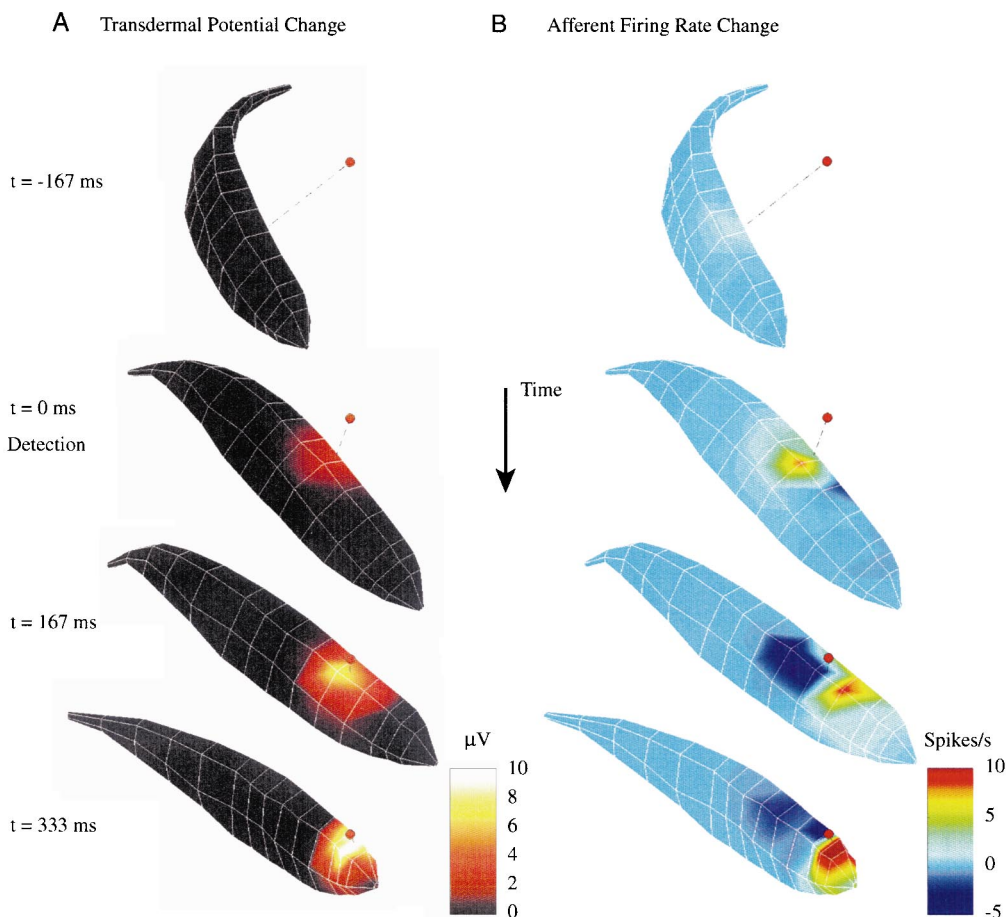 A Transdermal Potential Change
B Afferent Firing Rate Change
t = -167 ms
t = 0 ms
Detection
Time
t = 167 ms
t = 333 ms
µV
10
8
6
4
2
0
Spikes/s
10
5
0
-5